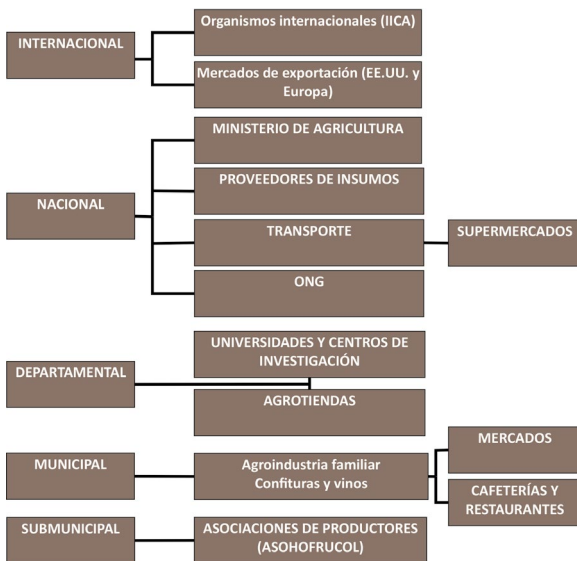 INTERNACIONAL
Organismos internacionales (IICA)
Mercados de exportación (EE.UU. y
Europa)
NACIONAL
MINISTERIO DE AGRICULTURA
PROVEEDORES DE INSUMOS
TRANSPORTE
SUPERMERCADOS
ONG
DEPARTAMENTAL
UNIVERSIDADES Y CENTROS DE
INVESTIGACIÓN
AGROTIENDAS
MUNICIPAL
Agroindustria familiar
Confituras y vinos
MERCADOS
CAFETERÍAS Y
RESTAURANTES
SUBMUNICIPAL
ASOCIACIONES DE PRODUCTORES
(ASOHOFRUCOL)